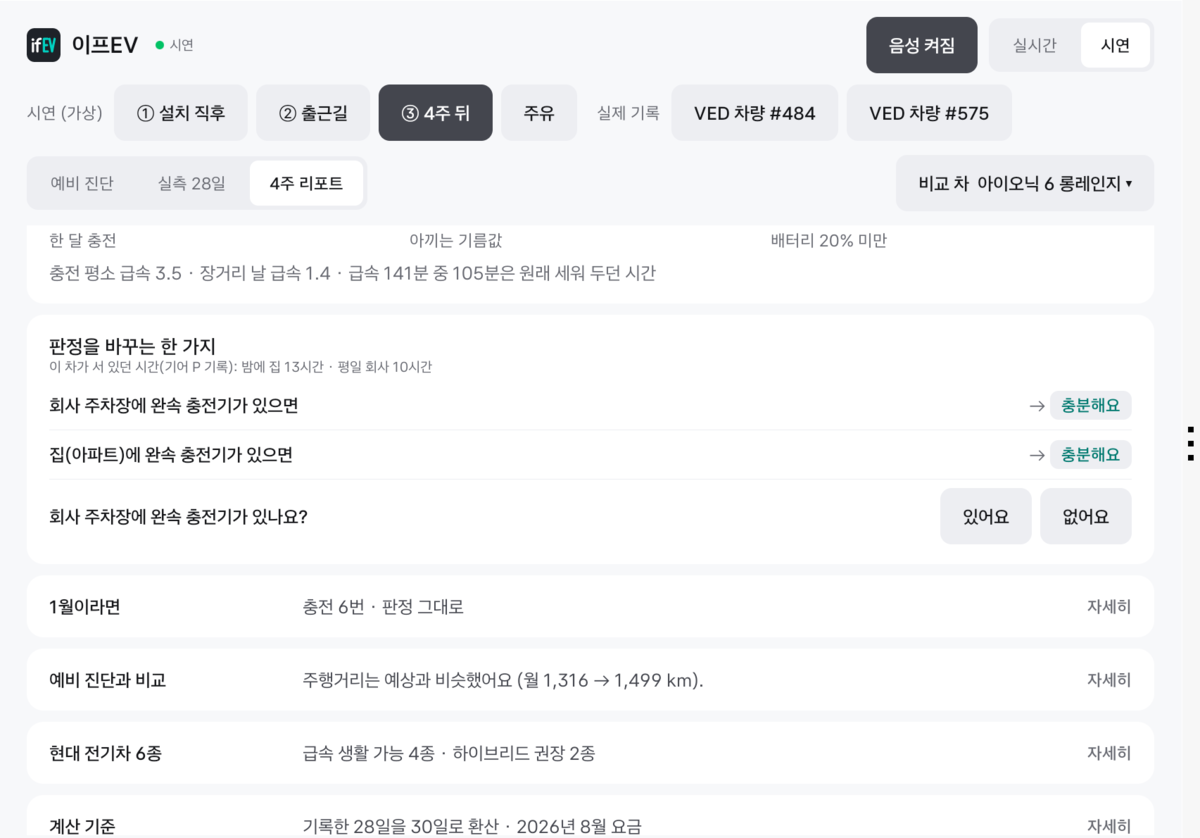 ifEV 이프EV 시연 음성 켜짐 실시간 시연
시연 (가상) ① 설치 직후 ② 출근길 ③ 4주 뒤 주유 실제 기록 VED 차량 #484 VED 차량 #575
예비 진단 실측 28일 4주 리포트 비교 차 아이오닉 6 롱레인지 ▾
한 달 충전 아끼는 기름값 배터리 20% 미만
충전 평소 급속 3.5 · 장거리 날 급속 1.4 · 급속 141분 중 105분은 원래 세워 두던 시간
판정을 바꾸는 한 가지
이 차가 서 있던 시간(기어 P 기록): 밤에 집 13시간 · 평일 회사 10시간
회사 주차장에 완속 충전기가 있으면 → 충분해요
집(아파트)에 완속 충전기가 있으면 → 충분해요
회사 주차장에 완속 충전기가 있나요? 있어요 없어요
1월이라면 충전 6번 · 판정 그대로 자세히
예비 진단과 비교 주행거리는 예상과 비슷했어요 (월 1,316 → 1,499 km). 자세히
현대 전기차 6종 급속 생활 가능 4종 · 하이브리드 권장 2종 자세히
계산 기준 기록한 28일을 30일로 환산 · 2026년 8월 요금 자세히